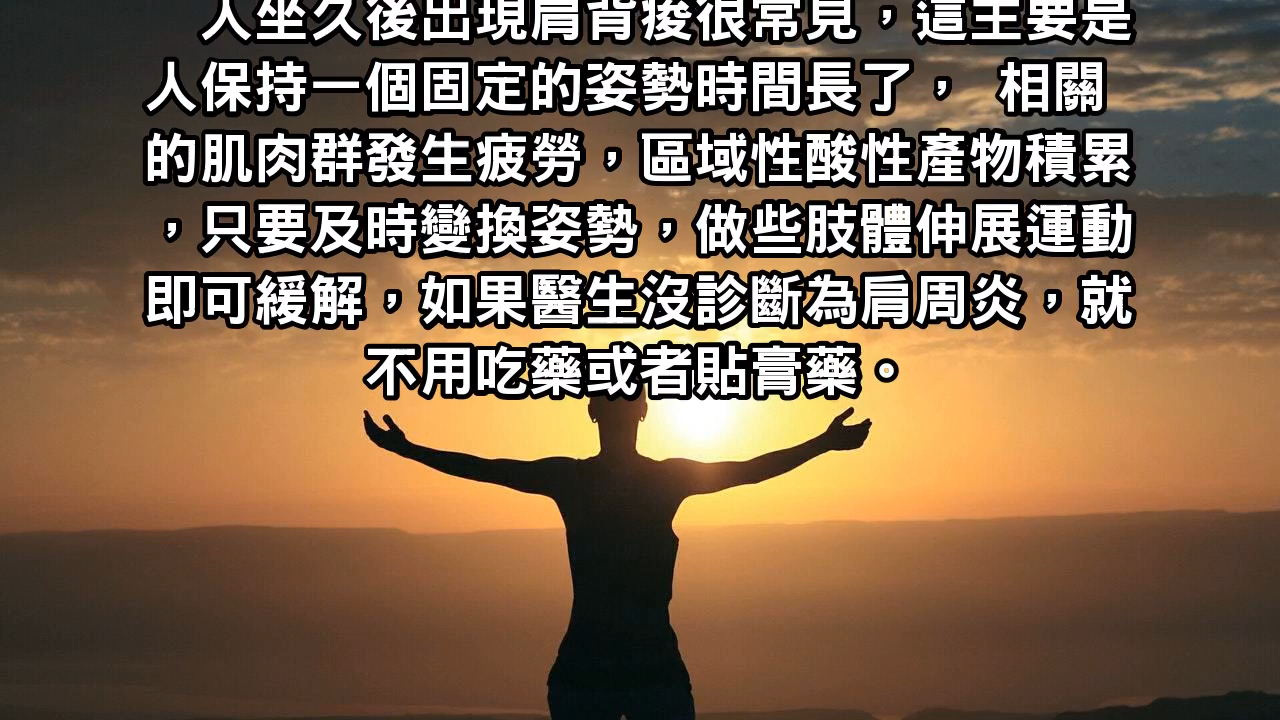 人坐久後出現肩背痠很常見，這主要是
人保持一個固定的姿勢時間長了， 相關
的肌肉群發生疲勞，區域性酸性產物積累
，只要及時變換姿勢，做些肢體伸展運動
即可緩解，如果醫生沒診斷為肩周炎，就
不用吃藥或者貼膏藥。